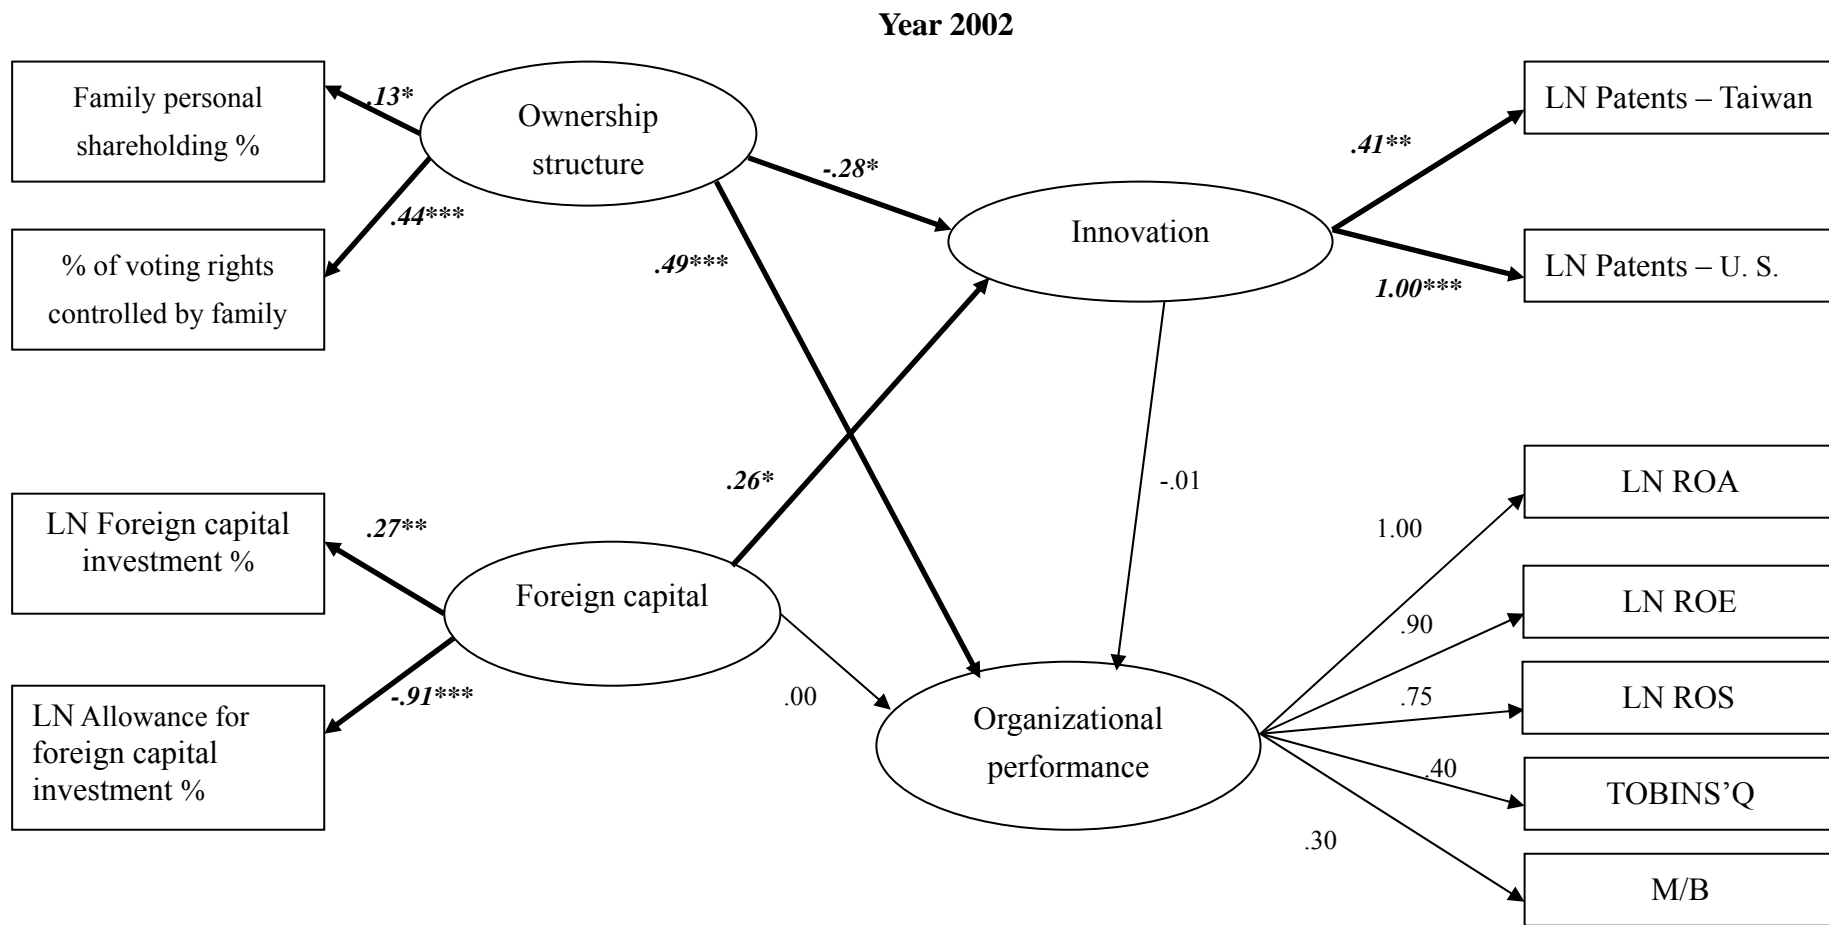 Year 2002
Family personal
shareholding %
.13*
Ownership
structure
LN Patents – Taiwan
.41**
-.28*
.44***
% of voting rights
controlled by family
.49***
Innovation
LN Patents – U. S.
1.00***
.26*
-.01
LN ROA
LN Foreign capital
investment %
.27**
1.00
Foreign capital
LN ROE
.90
-.91***
.00
LN Allowance for
foreign capital
investment %
Organizational
performance
.75
LN ROS
.40
TOBINS’Q
.30
M/B